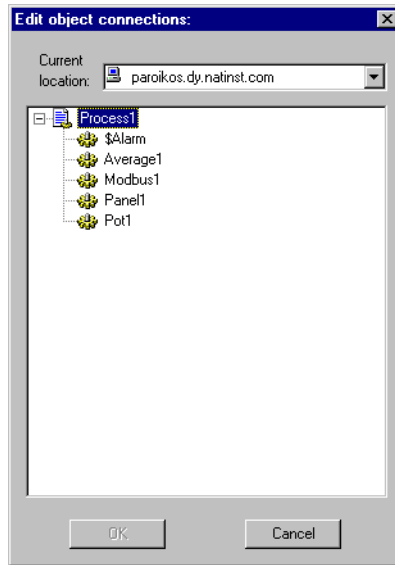 Edit object connections:
Current
location:
paroikos.dy.natinst.com
Process1
$Alarm
Average1
Modbus1
Panel1
Pot1
OK
Cancel